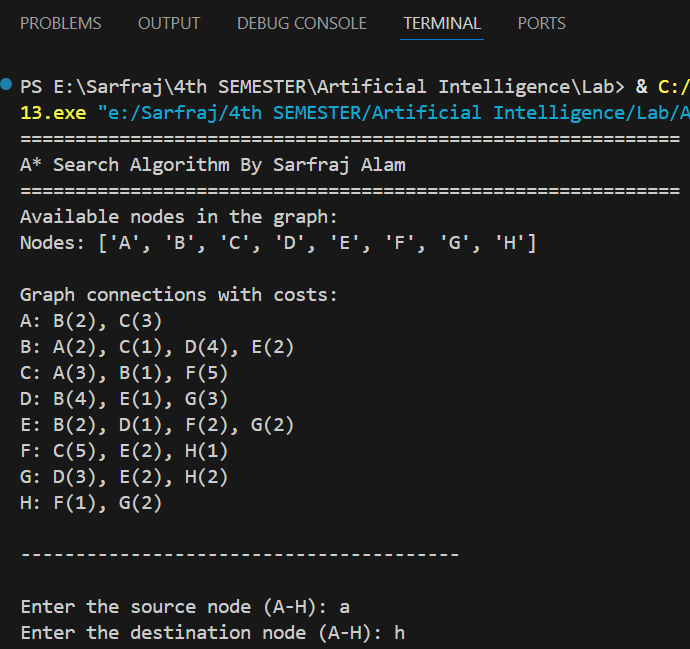 PROBLEMS OUTPUT DEBUG CONSOLE TERMINAL PORTS
PS E:\Sarfraj\4th SEMESTER\Artificial Intelligence\Lab> & C:/
13.exe "e:/Sarfraj/4th SEMESTER/Artificial Intelligence/Lab/A
============================================================
A* Search Algorithm By Sarfraj Alam
============================================================
Available nodes in the graph:
Nodes: ['A', 'B', 'C', 'D', 'E', 'F', 'G', 'H']
Graph connections with costs:
A: B(2), C(3)
B: A(2), C(1), D(4), E(2)
C: A(3), B(1), F(5)
D: B(4), E(1), G(3)
E: B(2), D(1), F(2), G(2)
F: C(5), E(2), H(1)
G: D(3), E(2), H(2)
H: F(1), G(2)
----------------------------------------
Enter the source node (A-H): a
Enter the destination node (A-H): h